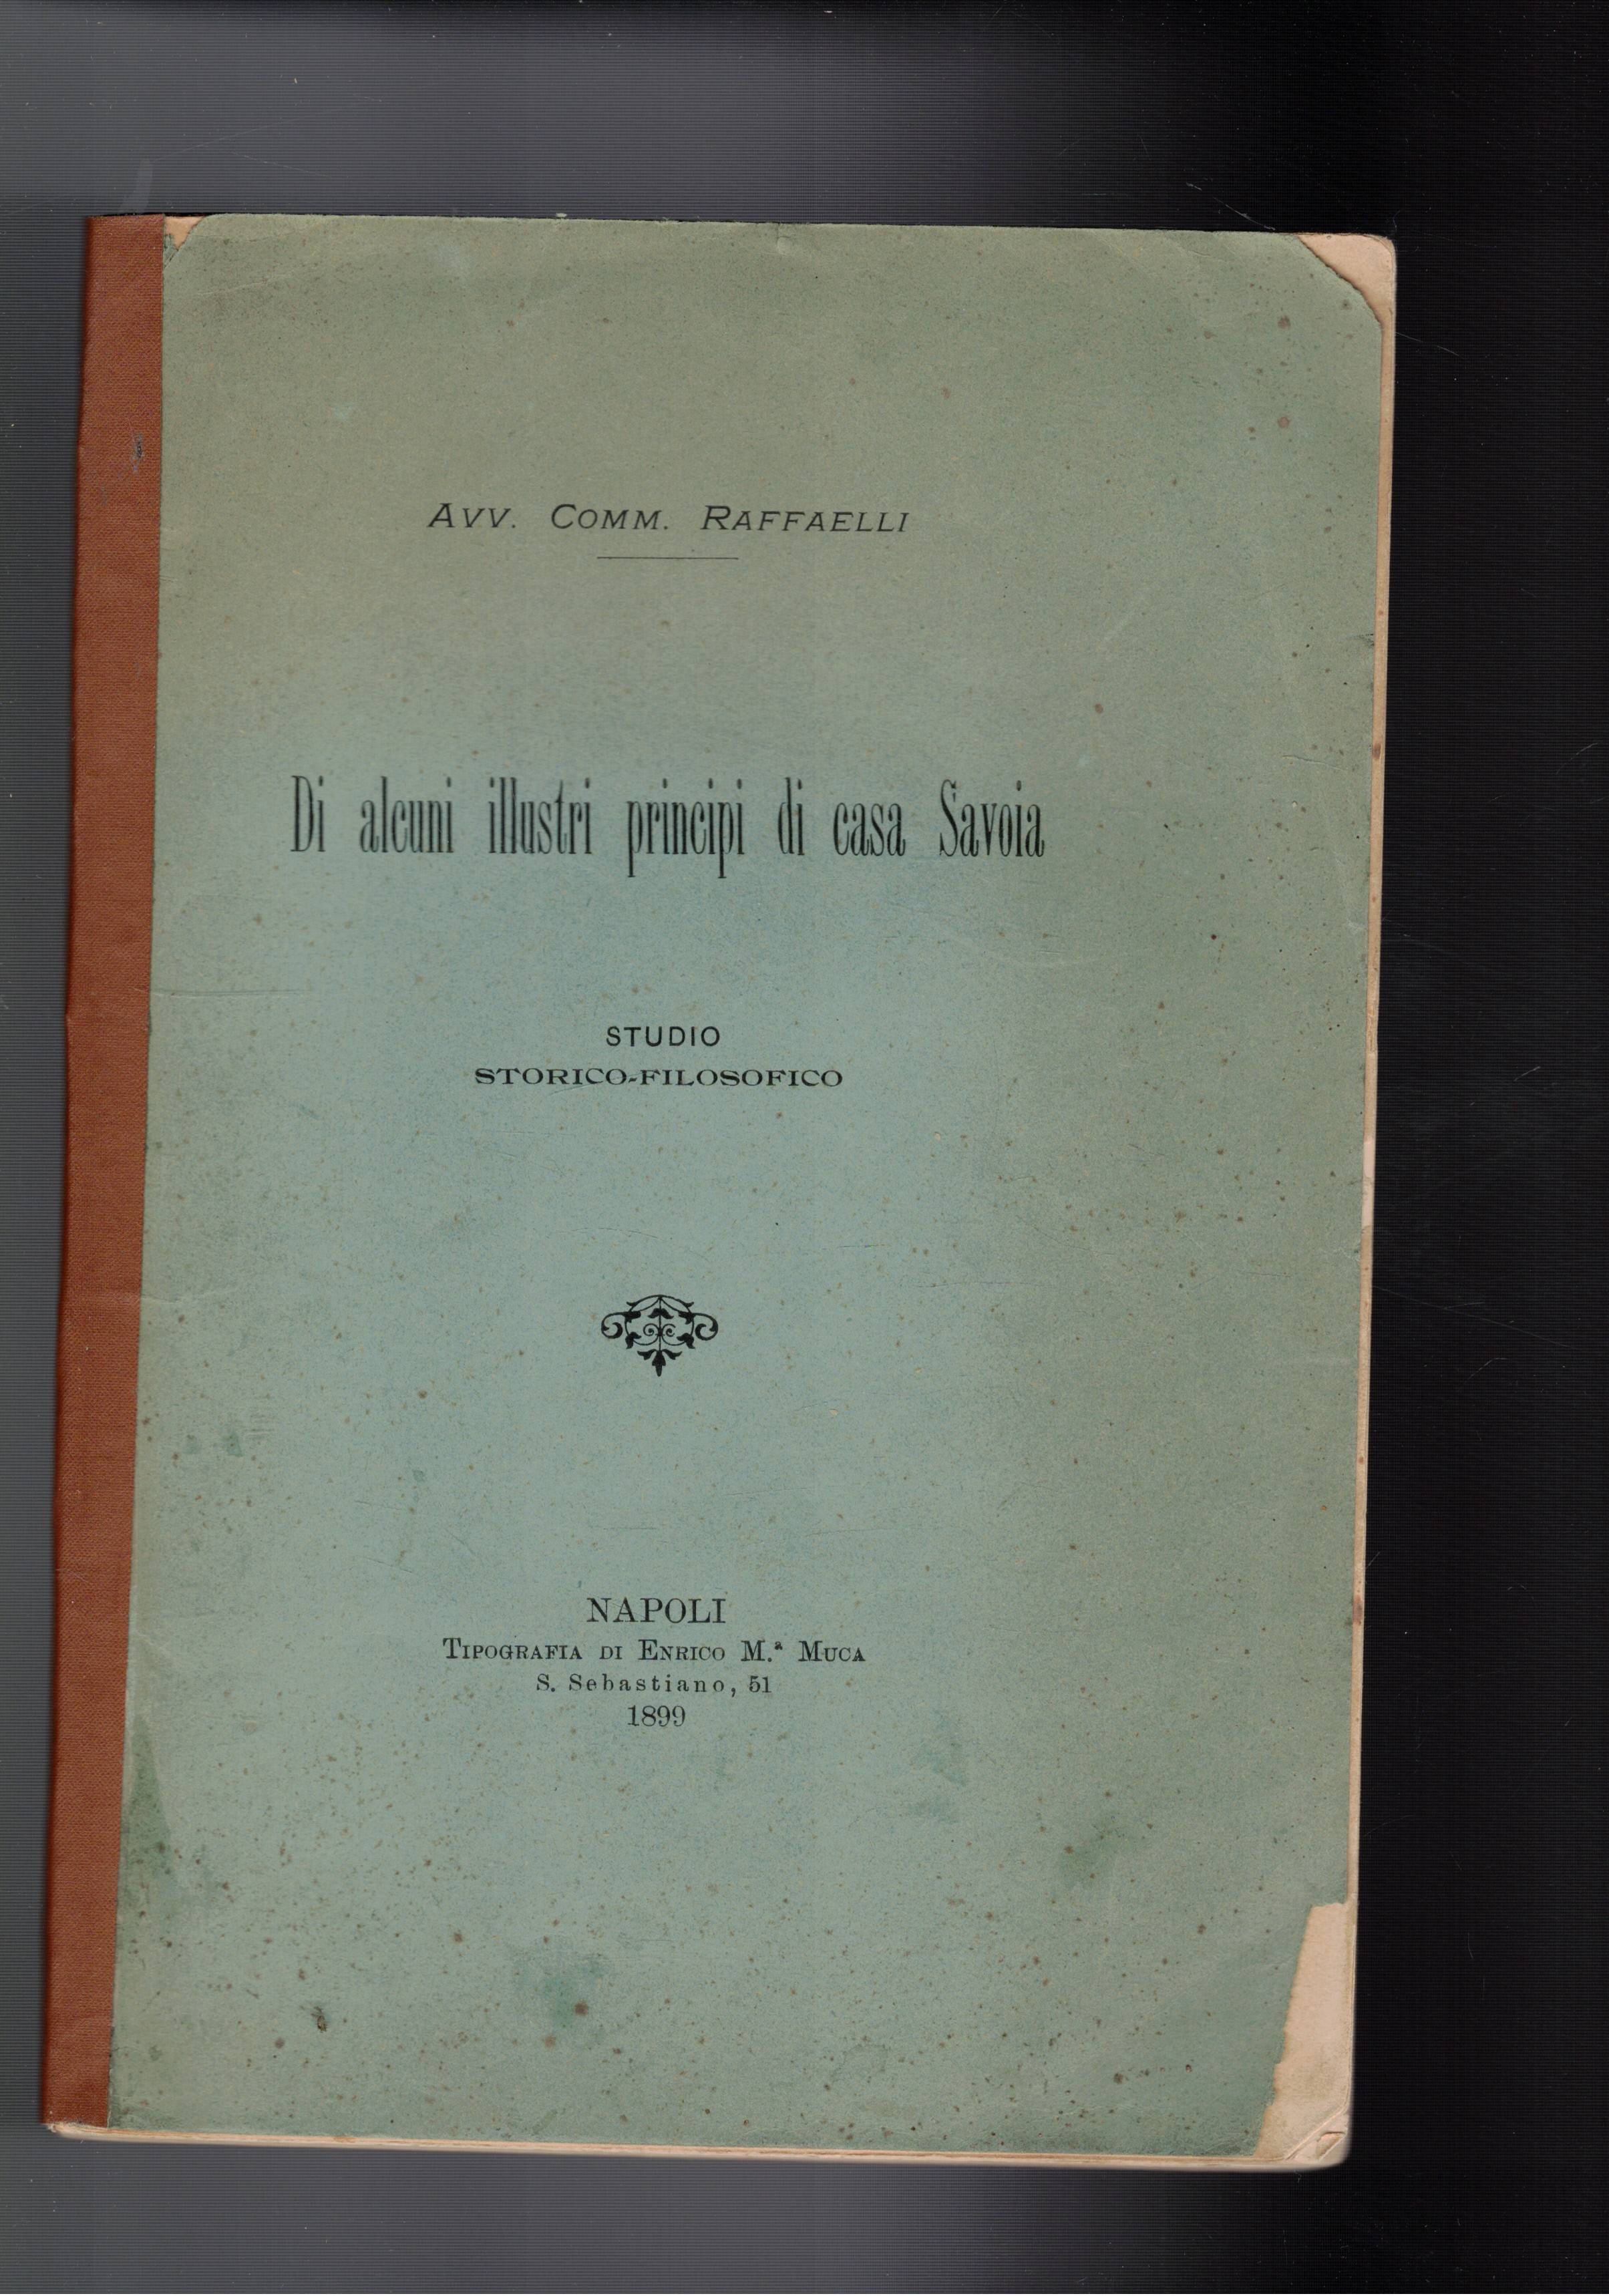 AVV. COMM. RAFFAELLI
Di alcuni illustri principi di casa Savoia
STUDIO
STORICO-FILOSOFICO
NAPOLI
TIPOGRAFIA DI ENRICO M.ª MUCA
S. Sebastiano, 51
1899